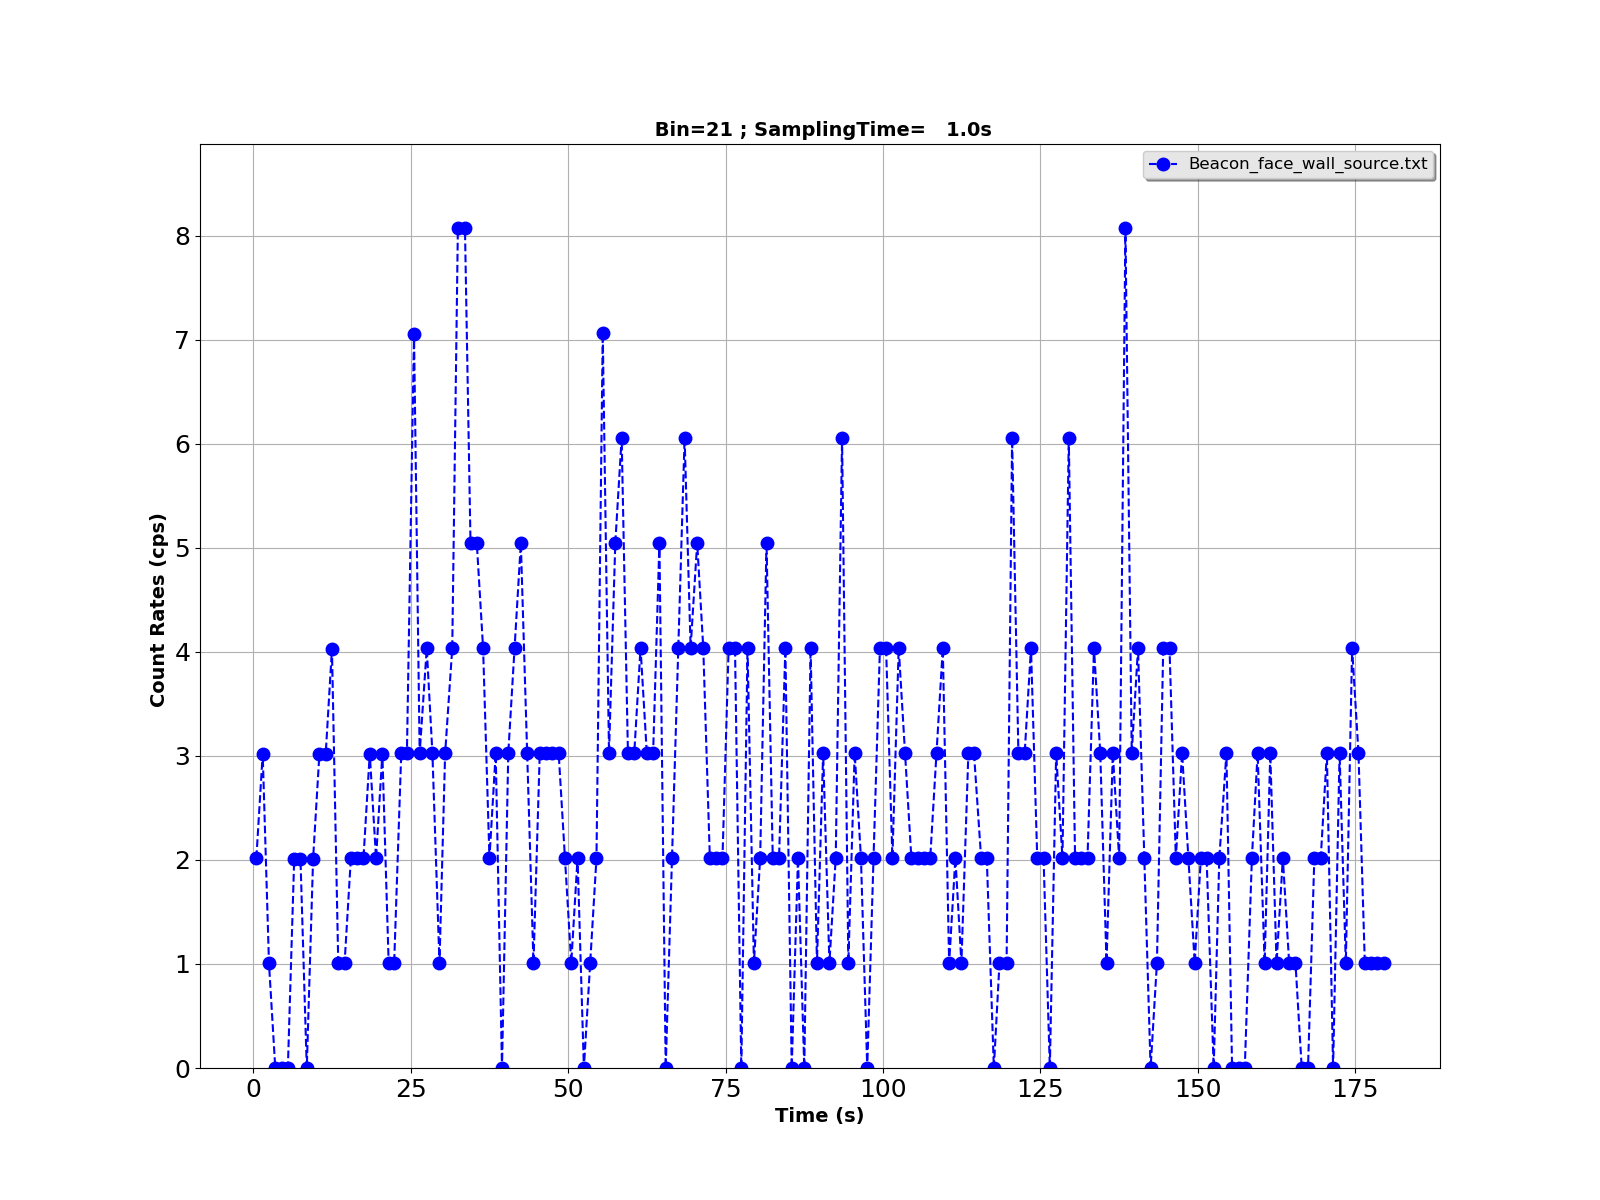 Bin=21 ; SamplingTime=   1.0s
Beacon_face_wall_source.txt
8
7
6
5
4
3
2
1
0
Count Rates (cps)
0 25 50 75 100 125 150 175
Time (s)